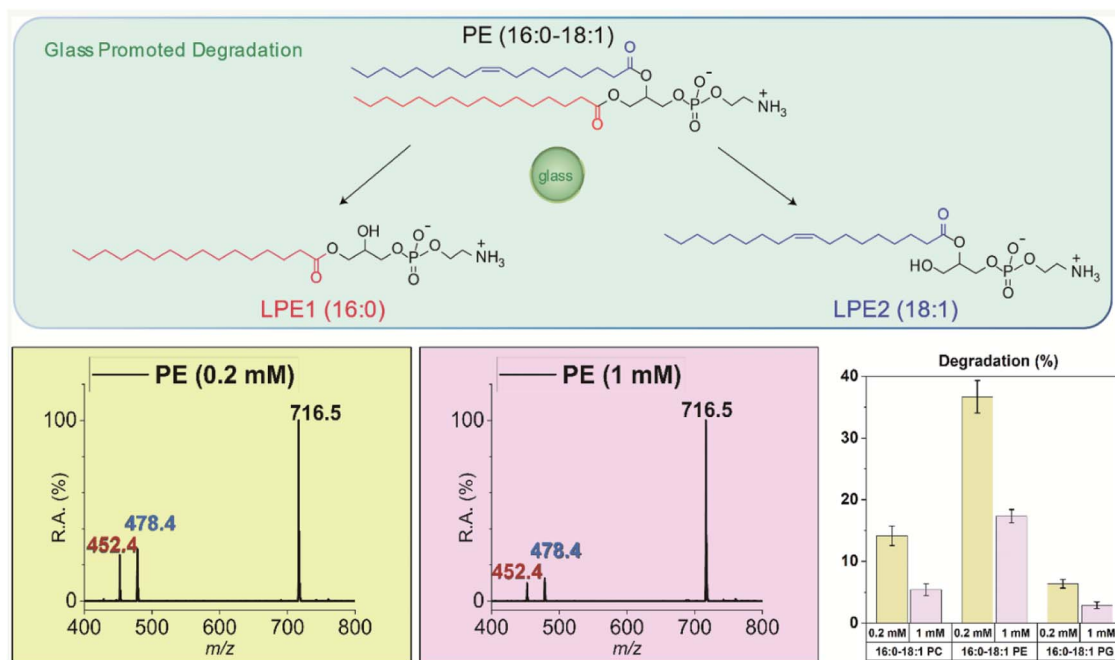 Glass Promoted Degradation
PE (16:0-18:1)
O
O
O
O
O
P
O
O⁻
O
NH₃
+
glass
OH
O
O
O
P
O⁻
O
O
NH₃
+
LPE1 (16:0)
O
O
HO
O
P
O⁻
O
O
NH₃
+
LPE2 (18:1)
PE (0.2 mM)
716.5
100
478.4
452.4
0
R.A. (%)
400 500 600 700 800
m/z
PE (1 mM)
716.5
100
478.4
452.4
0
R.A. (%)
400 500 600 700 800
m/z
Degradation (%)
40
30
20
10
0
0.2 mM 1 mM 0.2 mM 1 mM 0.2 mM 1 mM
16:0-18:1 PC 16:0-18:1 PE 16:0-18:1 PG